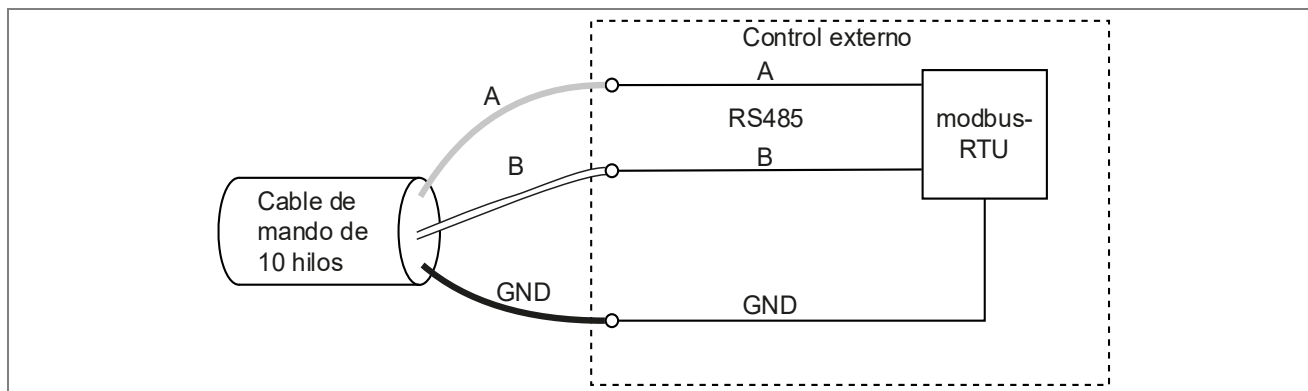 Control externo
A
A
RS485
modbus-
RTU
B
B
Cable de
mando de
10 hilos
GND
GND